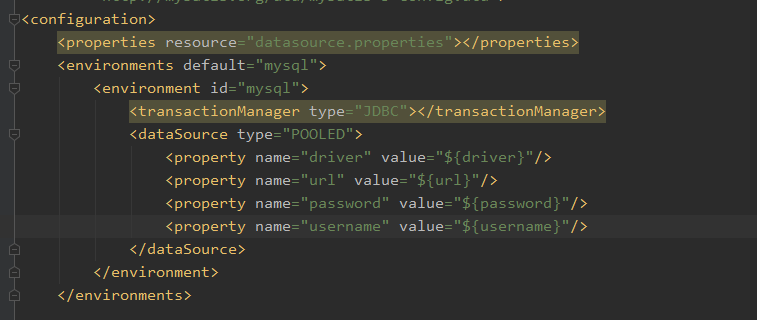 <configuration>
<properties resource="datasource.properties"></properties>
<environments default="mysql">
<environment id="mysql">
<transactionManager type="JDBC"></transactionManager>
<dataSource type="POOLED">
<property name="driver" value="${driver}"/>
<property name="url" value="${url}"/>
<property name="password" value="${password}"/>
<property name="username" value="${username}"/>
</dataSource>
</environment>
</environments>